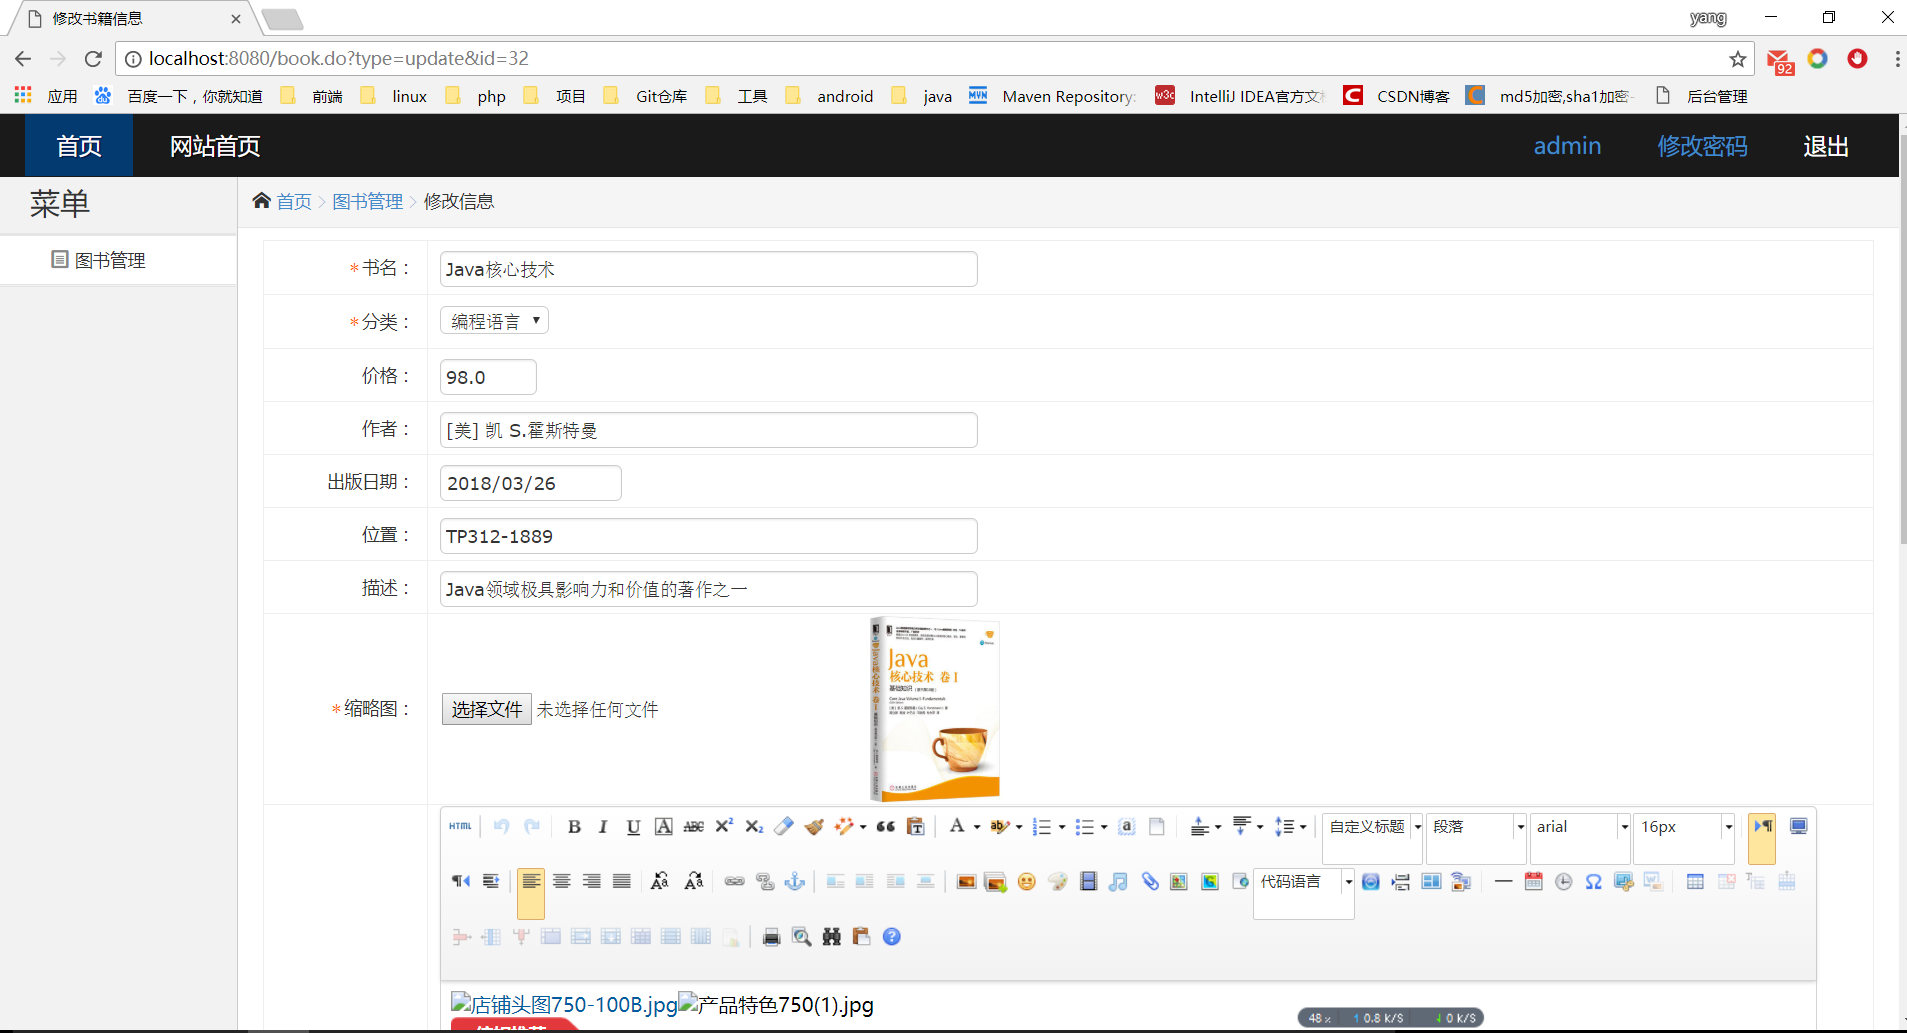 修改书籍信息
yang
localhost:8080/book.do?type=update&id=32
92
应用 百度一下，你就知道 前端 linux php 项目 Git仓库 工具 android java Maven Repository: IntelliJ IDEA官方文 CSDN博客 md5加密,sha1加密- 后台管理
首页 网站首页 admin 修改密码 退出
菜单
首页 > 图书管理 > 修改信息
图书管理
*书名： Java核心技术
*分类： 编程语言
价格： 98.0
作者： [美] 凯 S.霍斯特曼
出版日期： 2018/03/26
位置： TP312-1889
描述： Java领域极具影响力和价值的著作之一
*缩略图： 选择文件 未选择任何文件
Java
核心技术 卷 I
基础知识
HTML 自定义标题 段落 arial 16px
代码语言
店铺头图750-100B.jpg产品特色750(1).jpg
编辑推荐
48% 0.8 K/S 0 K/S